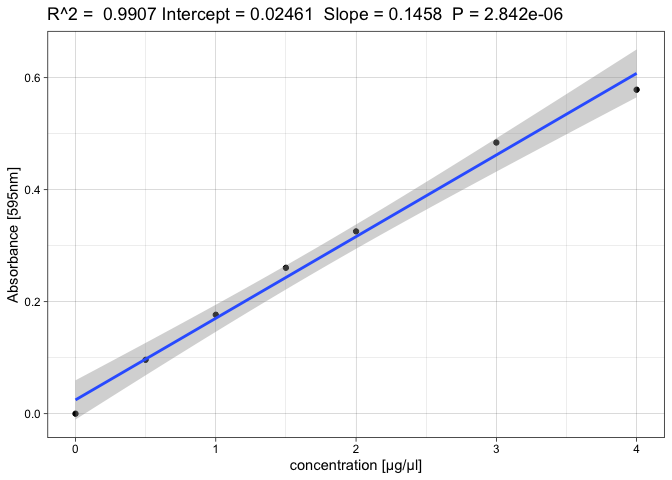 R^2 =  0.9907 Intercept = 0.02461  Slope = 0.1458  P = 2.842e-06
0.6
0.4
0.2
0.0
Absorbance [595nm]
0 1 2 3 4
concentration [µg/µl]